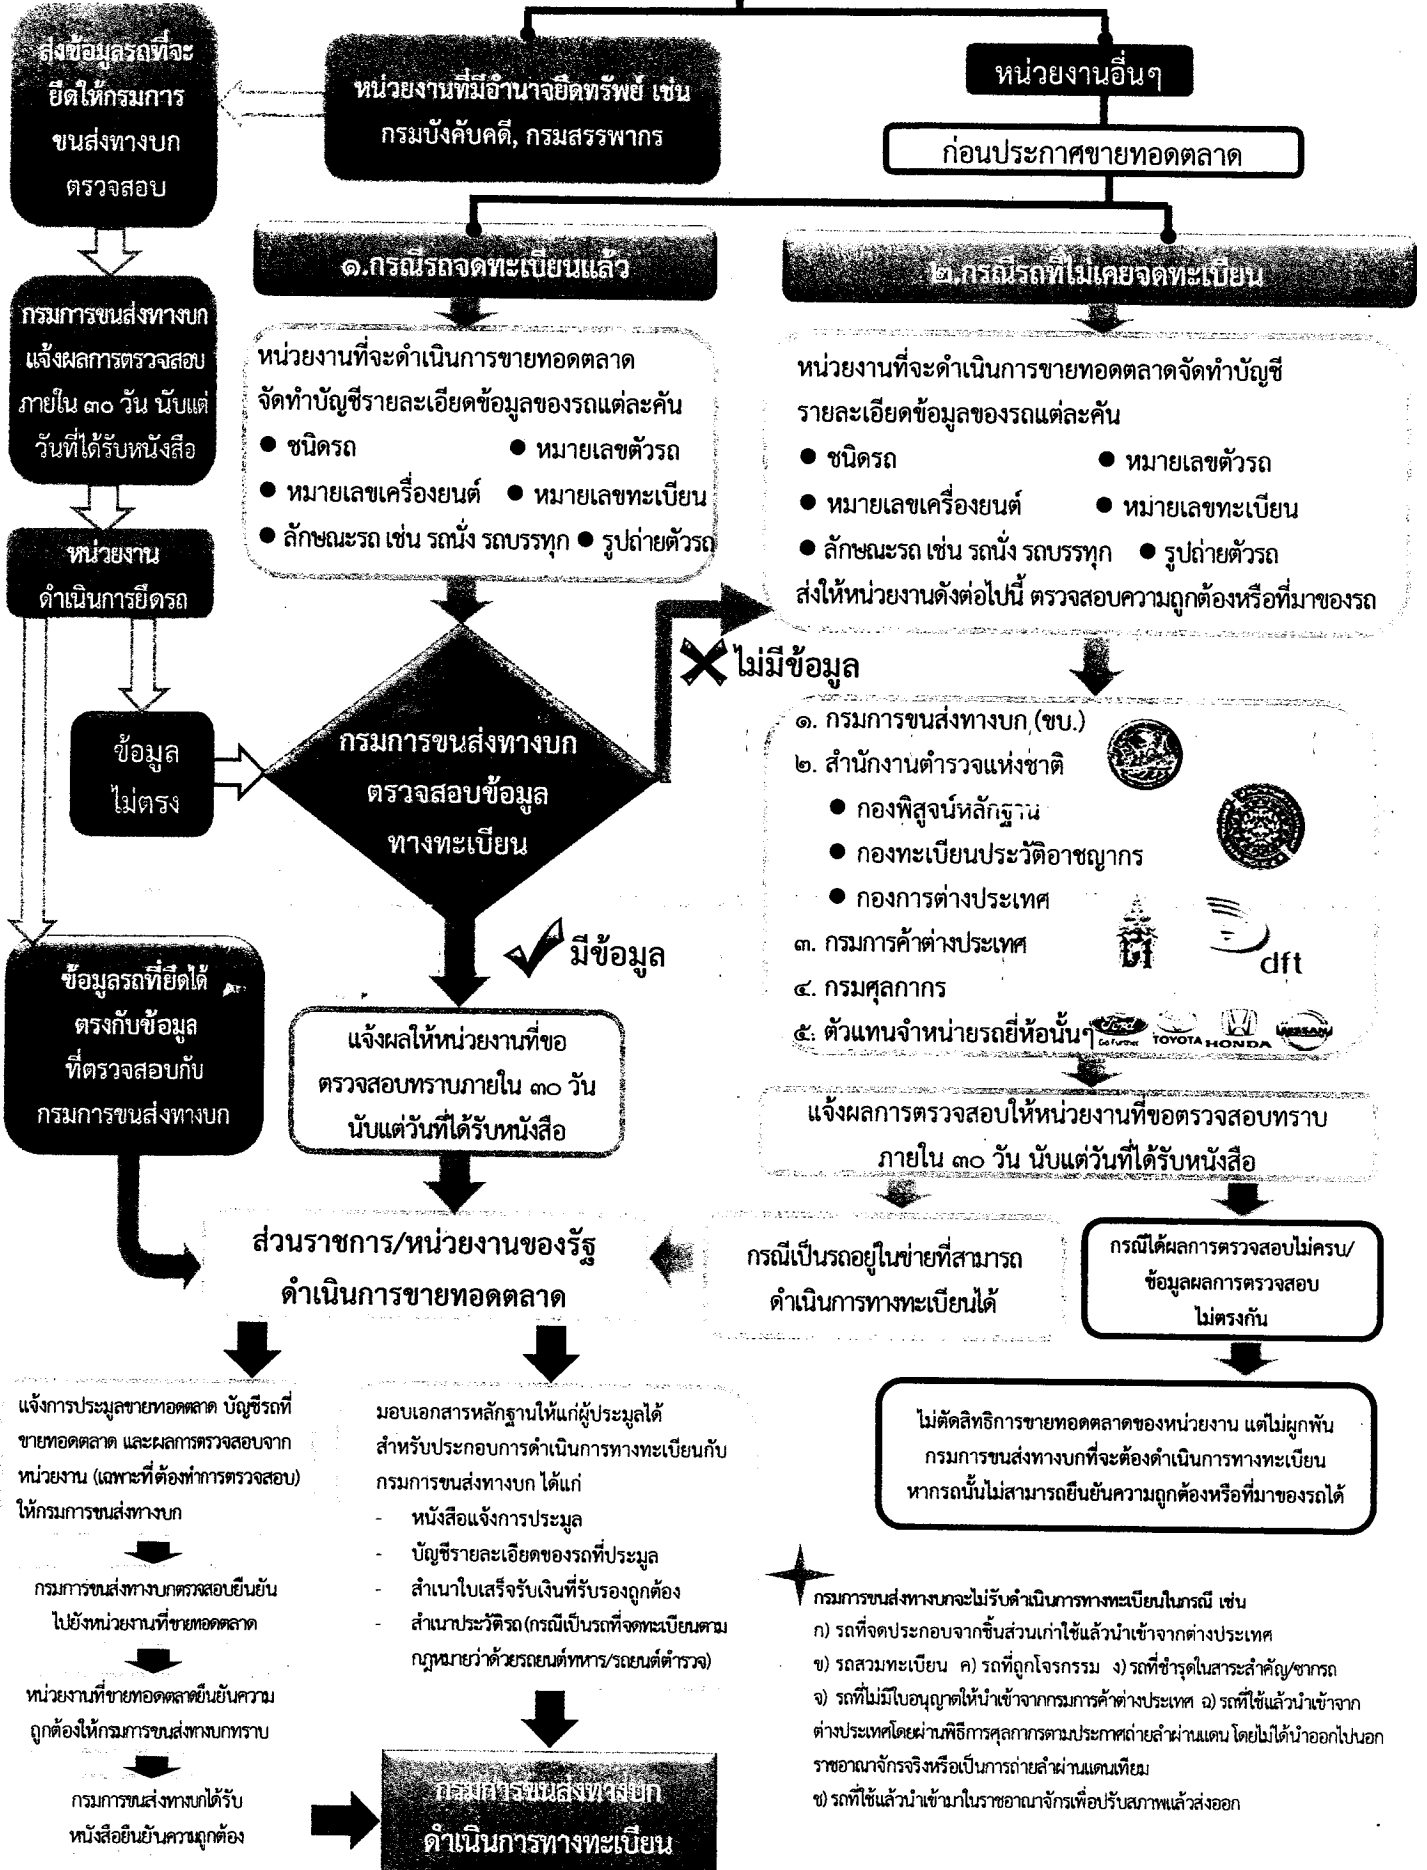 ส่งข้อมูลรถที่จะ
ยึดให้กรมการ
ขนส่งทางบก
ตรวจสอบ
หน่วยงานที่มีอำนาจยึดทรัพย์ เช่น
กรมบังคับคดี, กรมสรรพากร
หน่วยงานอื่นๆ
ก่อนประกาศขายทอดตลาด
กรมการขนส่งทางบก
แจ้งผลการตรวจสอบ
ภายใน ๓๐ วัน นับแต่
วันที่ได้รับหนังสือ
หน่วยงาน
ดำเนินการยึดรถ
ข้อมูล
ไม่ตรง
ข้อมูลรถที่ยึดได้
ตรงกับข้อมูล
ที่ตรวจสอบกับ
กรมการขนส่งทางบก
๑.กรณีรถจดทะเบียนแล้ว
หน่วยงานที่จะดำเนินการขายทอดตลาด
จัดทำบัญชีรายละเอียดข้อมูลของรถแต่ละคัน
● ชนิดรถ ● หมายเลขตัวรถ
● หมายเลขเครื่องยนต์ ● หมายเลขทะเบียน
● ลักษณะรถ เช่น รถนั่ง รถบรรทุก ● รูปถ่ายตัวรถ
กรมการขนส่งทางบก
ตรวจสอบข้อมูล
ทางทะเบียน
ไม่มีข้อมูล
มีข้อมูล
แจ้งผลให้หน่วยงานที่ขอ
ตรวจสอบทราบภายใน ๓๐ วัน
นับแต่วันที่ได้รับหนังสือ
๒.กรณีรถที่ไม่เคยจดทะเบียน
หน่วยงานที่จะดำเนินการขายทอดตลาดจัดทำบัญชี
รายละเอียดข้อมูลของรถแต่ละคัน
● ชนิดรถ ● หมายเลขตัวรถ
● หมายเลขเครื่องยนต์ ● หมายเลขทะเบียน
● ลักษณะรถ เช่น รถนั่ง รถบรรทุก ● รูปถ่ายตัวรถ
ส่งให้หน่วยงานดังต่อไปนี้ ตรวจสอบความถูกต้องหรือที่มาของรถ
๑. กรมการขนส่งทางบก (ขบ.)
๒. สำนักงานตำรวจแห่งชาติ
● กองพิสูจน์หลักฐาน
● กองทะเบียนประวัติอาชญากร
● กองการต่างประเทศ
๓. กรมการค้าต่างประเทศ
dft
๔. กรมศุลกากร
๕. ตัวแทนจำหน่ายรถยี่ห้อนั้นๆ
Ford
Go Further
TOYOTA
HONDA
NISSAN
แจ้งผลการตรวจสอบให้หน่วยงานที่ขอตรวจสอบทราบ
ภายใน ๓๐ วัน นับแต่วันที่ได้รับหนังสือ
ส่วนราชการ/หน่วยงานของรัฐ
ดำเนินการขายทอดตลาด
กรณีเป็นรถอยู่ในข่ายที่สามารถ
ดำเนินการทางทะเบียนได้
กรณีได้ผลการตรวจสอบไม่ครบ/
ข้อมูลผลการตรวจสอบ
ไม่ตรงกัน
ไม่ตัดสิทธิการขายทอดตลาดของหน่วยงาน แต่ไม่ผูกพัน
กรมการขนส่งทางบกที่จะต้องดำเนินการทางทะเบียน
หากรถนั้นไม่สามารถยืนยันความถูกต้องหรือที่มาของรถได้
แจ้งการประมูลขายทอดตลาด บัญชีรถที่
ขายทอดตลาด และผลการตรวจสอบจาก
หน่วยงาน (เฉพาะที่ต้องทำการตรวจสอบ)
ให้กรมการขนส่งทางบก
กรมการขนส่งทางบกตรวจสอบยืนยัน
ไปยังหน่วยงานที่ขายทอดตลาด
หน่วยงานที่ขายทอดตลาดยืนยันความ
ถูกต้องให้กรมการขนส่งทางบกทราบ
กรมการขนส่งทางบกได้รับ
หนังสือยืนยันความถูกต้อง
มอบเอกสารหลักฐานให้แก่ผู้ประมูลได้
สำหรับประกอบการดำเนินการทางทะเบียนกับ
กรมการขนส่งทางบก ได้แก่
- หนังสือแจ้งการประมูล
- บัญชีรายละเอียดของรถที่ประมูล
- สำเนาใบเสร็จรับเงินที่รับรองถูกต้อง
- สำเนาประวัติรถ (กรณีเป็นรถที่จดทะเบียนตาม
กฎหมายว่าด้วยรถยนต์ทหาร/รถยนต์ตำรวจ)
กรมการขนส่งทางบก
ดำเนินการทางทะเบียน
กรมการขนส่งทางบกจะไม่รับดำเนินการทางทะเบียนในกรณี เช่น
ก) รถที่จดประกอบจากชิ้นส่วนเก่าใช้แล้วนำเข้าจากต่างประเทศ
ข) รถสวมทะเบียน ค) รถที่ถูกโจรกรรม ง) รถที่ชำรุดในสาระสำคัญ/ซากรถ
จ) รถที่ไม่มีใบอนุญาตให้นำเข้าจากกรมการค้าต่างประเทศ ฉ) รถที่ใช้แล้วนำเข้าจาก
ต่างประเทศโดยผ่านพิธีการศุลกากรตามประกาศถ่ายลำผ่านแดน โดยไม่ได้นำออกไปนอก
ราชอาณาจักรจริงหรือเป็นการถ่ายลำผ่านแดนเทียม
ช) รถที่ใช้แล้วนำเข้ามาในราชอาณาจักรเพื่อปรับสภาพแล้วส่งออก